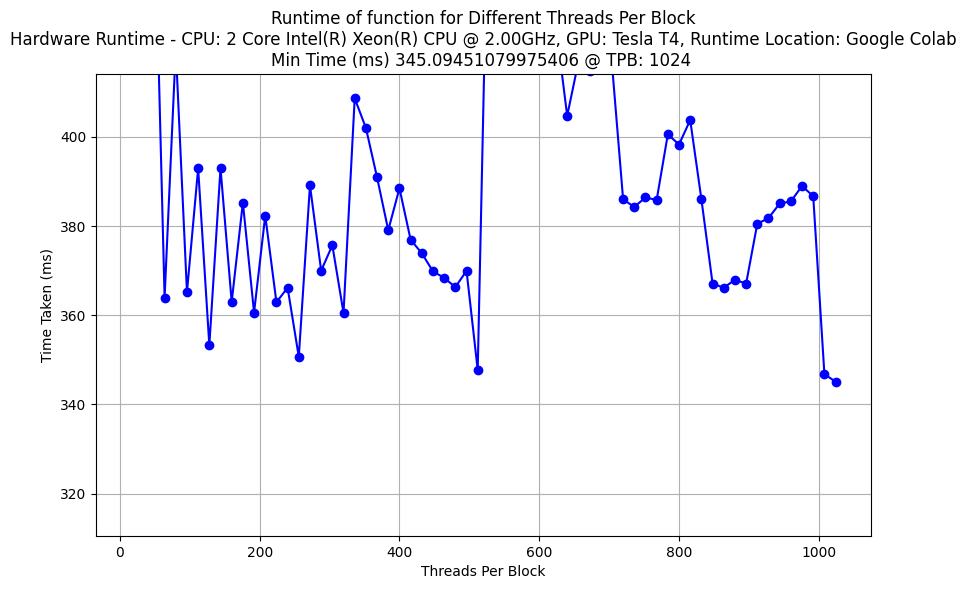 Runtime of function for Different Threads Per Block
Hardware Runtime - CPU: 2 Core Intel(R) Xeon(R) CPU @ 2.00GHz, GPU: Tesla T4, Runtime Location: Google Colab
Min Time (ms) 345.09451079975406 @ TPB: 1024
Time Taken (ms)
400
380
360
340
320
0 200 400 600 800 1000
Threads Per Block